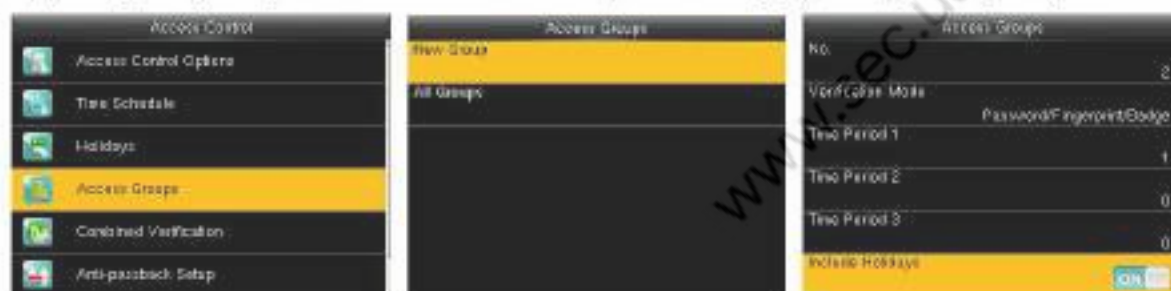 Access Control
Access Control Options
Time Schedule
Holidays
Access Groups
Combined Verification
Anti-passback Setup
Access Groups
New Group
All Groups
Access Groups
No.
2
Verification Mode
Password/Fingerprint/Badge
Time Period 1
1
Time Period 2
0
Time Period 3
0
Include Holidays
ON
www.sec.u